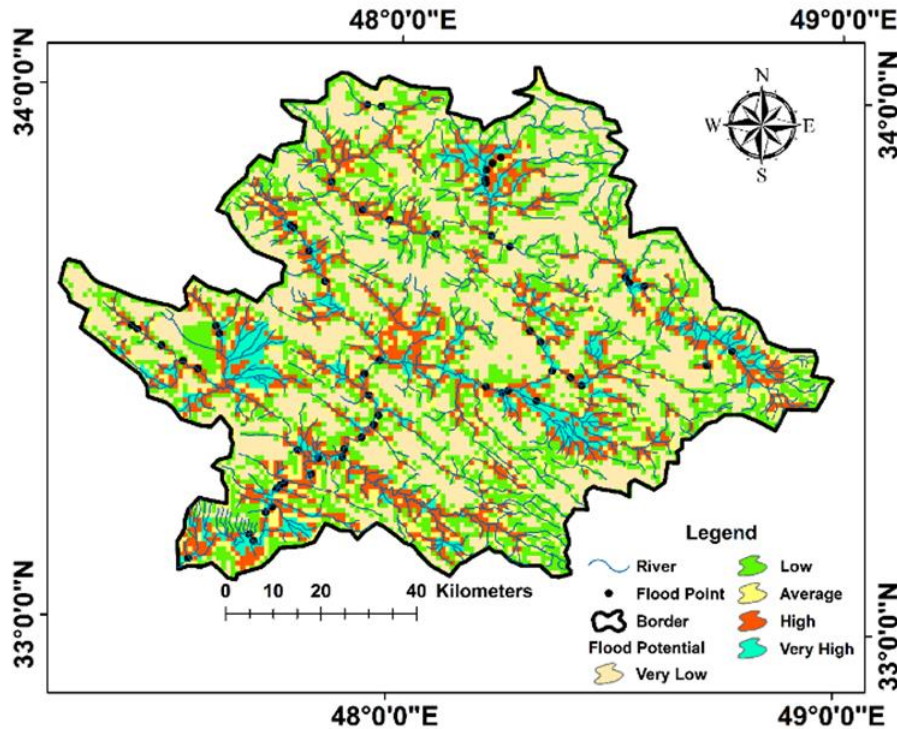 48°0'0"E 49°0'0"E
34°0'0"N
34°0'0"N
N
W E
S
Legend
River
Low
Flood Point
Average
Border
High
Flood Potential
Very High
Very Low
0 5 10 20 40 Kilometers
33°0'0"N
33°0'0"N
48°0'0"E 49°0'0"E